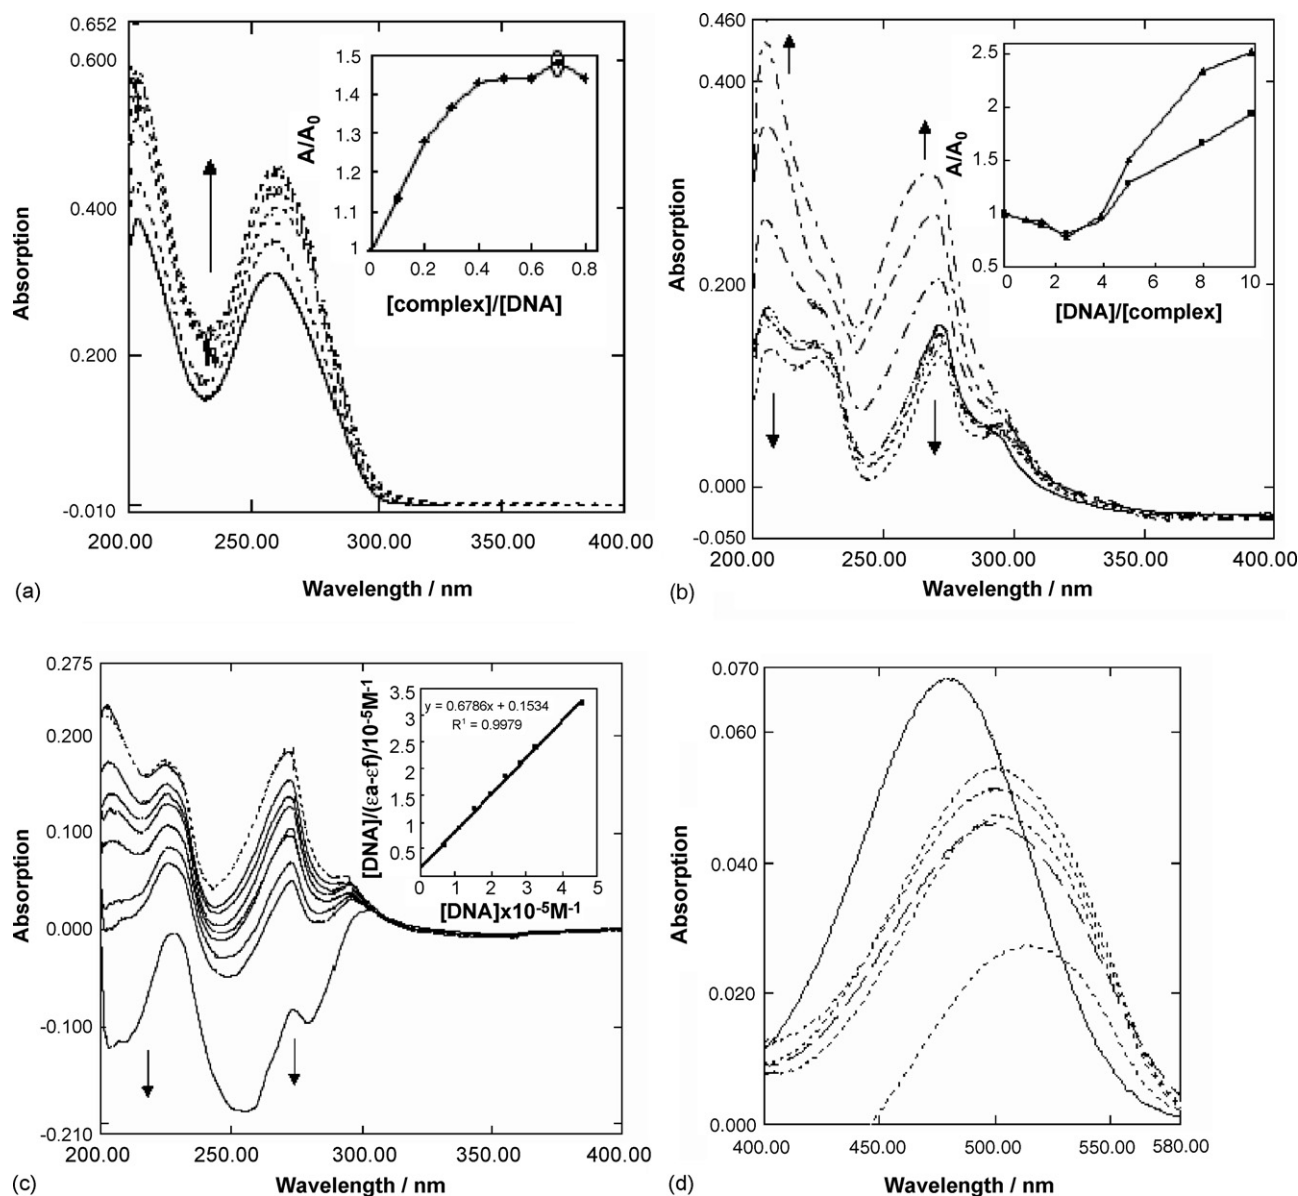 0.652
0.600
0.400
0.200
-0.010
Absorption
200.00 250.00 300.00 350.00 400.00
Wavelength / nm
(a)
1.5
1.4
1.3
1.2
1.1
1
A/A0
0 0.2 0.4 0.6 0.8
[complex]/[DNA]
0.460
0.400
0.200
0.000
-0.050
Absorption
200.00 250.00 300.00 350.00 400.00
Wavelength / nm
(b)
2.5
2
1.5
1
0.5
A/A0
0 2 4 6 8 10
[DNA]/[complex]
0.275
0.200
0.100
0.000
-0.100
-0.210
Absorption
200.00 250.00 300.00 350.00 400.00
Wavelength / nm
(c)
3.5
3
2.5
2
1.5
1
0.5
[DNA]/(εa-εf)/10-5M-1
y = 0.6786x + 0.1534
R1 = 0.9979
0 1 2 3 4 5
[DNA]x10-5M-1
0.070
0.060
0.040
0.020
0.000
Absorption
400.00 450.00 500.00 550.00 580.00
Wavelength / nm
(d)